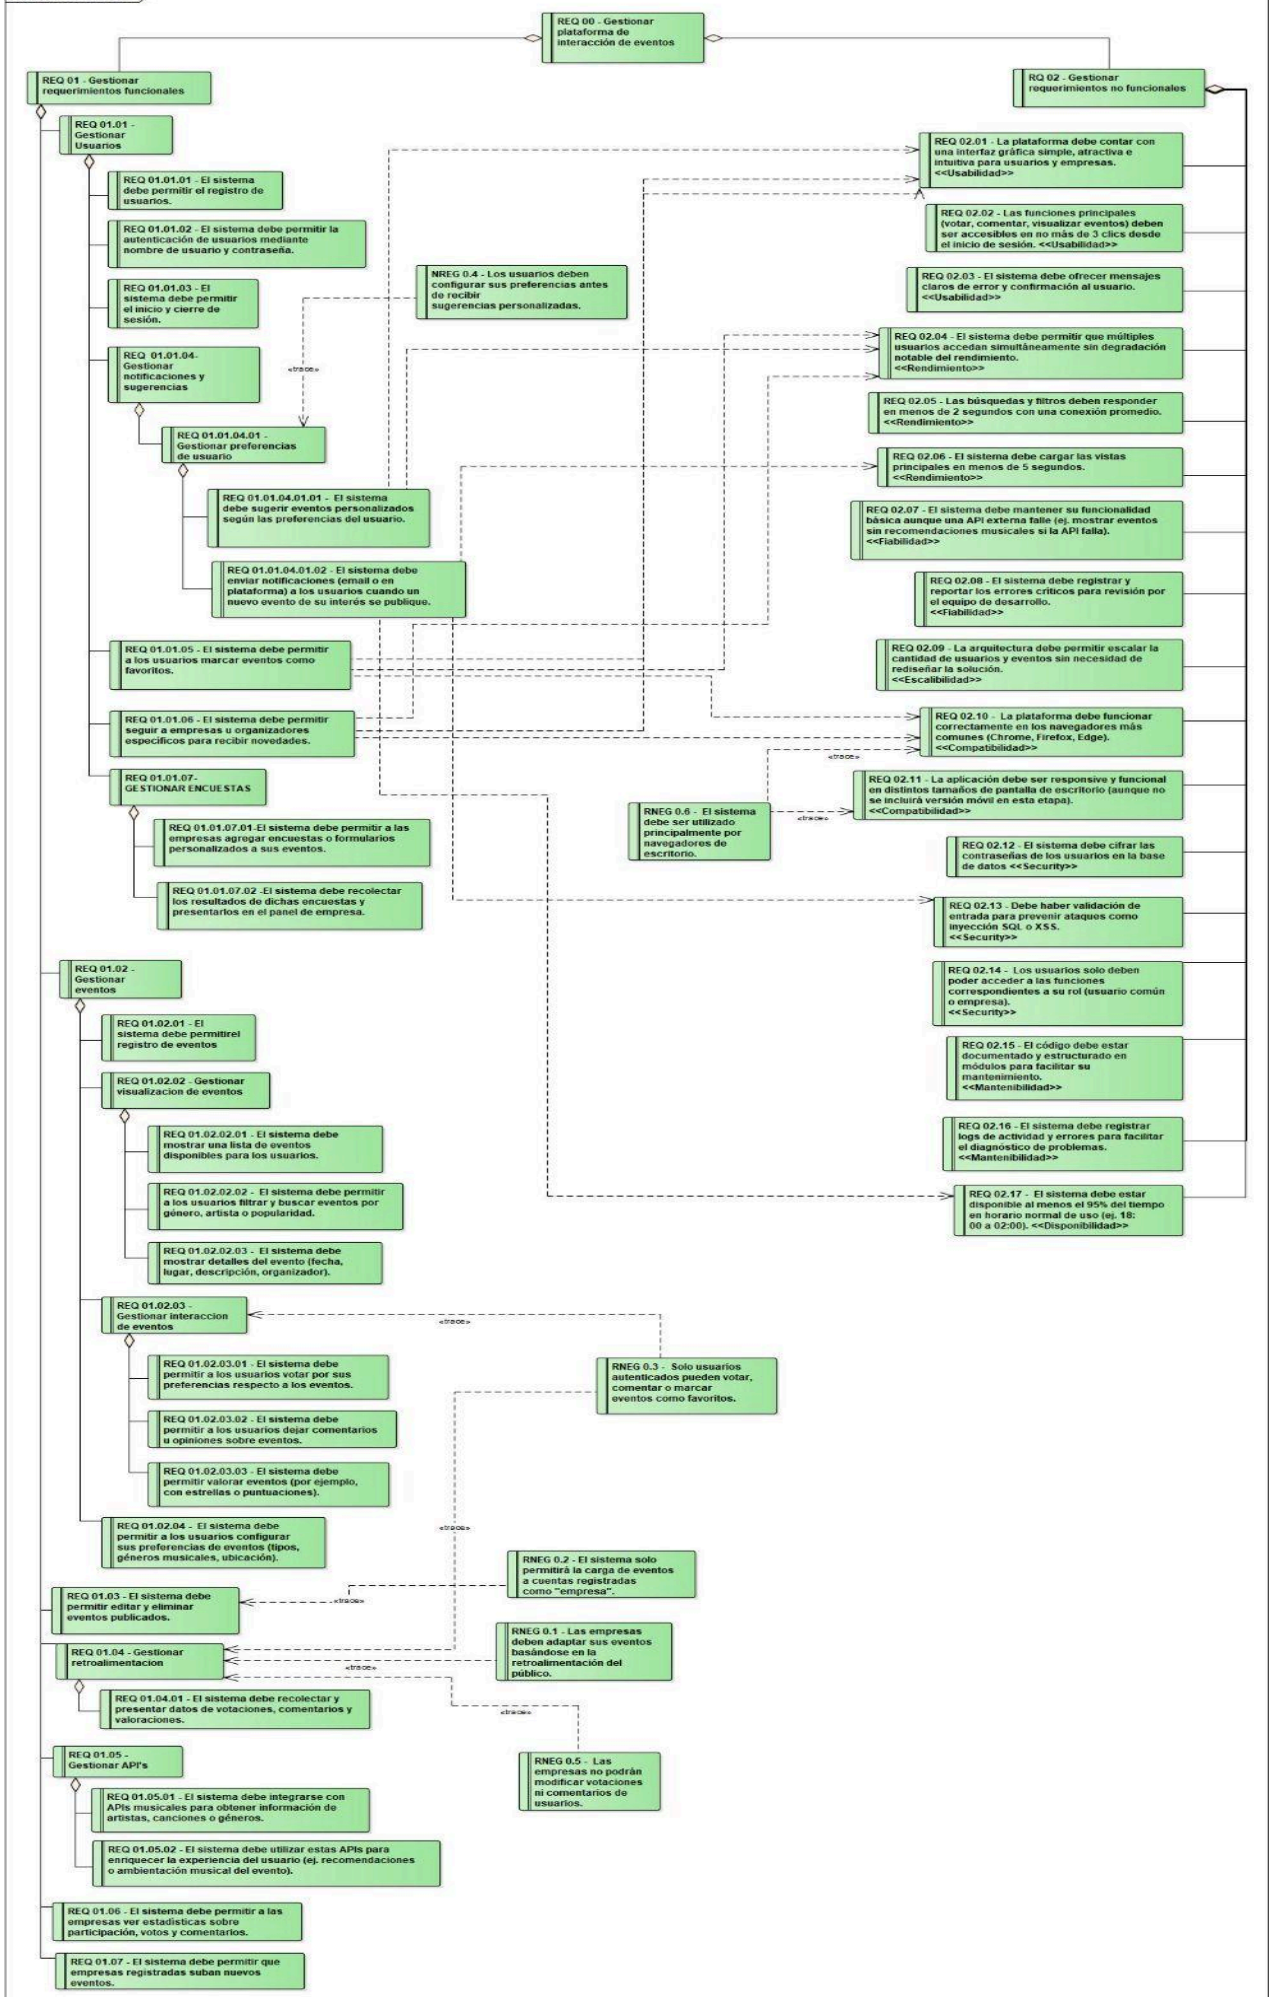 REQ 00 - Gestionar
plataforma de
interacción de eventos
REQ 01 - Gestionar
requerimientos funcionales
RQ 02 - Gestionar
requerimientos no funcionales
REQ 01.01 -
Gestionar
Usuarios
REQ 01.01.01 - El sistema
debe permitir el registro de
usuarios.
REQ 01.01.02 - El sistema debe permitir la
autenticación de usuarios mediante
nombre de usuario y contraseña.
REQ 01.01.03 - El
sistema debe permitir
el inicio y cierre de
sesión.
REQ 01.01.04-
Gestionar
notificaciones y
sugerencias
NREG 0.4 - Los usuarios deben
configurar sus preferencias antes
de recibir
sugerencias personalizadas.
«trace»
REQ 01.01.04.01 -
Gestionar preferencias
de usuario
REQ 01.01.04.01.01 - El sistema
debe sugerir eventos personalizados
según las preferencias del usuario.
REQ 01.01.04.01.02 - El sistema debe
enviar notificaciones (email o en
plataforma) a los usuarios cuando un
nuevo evento de su interés se publique.
REQ 01.01.05 - El sistema debe permitir
a los usuarios marcar eventos como
favoritos.
REQ 01.01.06 - El sistema debe permitir
seguir a empresas u organizadores
específicos para recibir novedades.
REQ 01.01.07-
GESTIONAR ENCUESTAS
REQ 01.01.07.01-El sistema debe permitir a las
empresas agregar encuestas o formularios
personalizados a sus eventos.
REQ 01.01.07.02 -El sistema debe recolectar
los resultados de dichas encuestas y
presentarlos en el panel de empresa.
REQ 02.01 - La plataforma debe contar con
una interfaz gráfica simple, atractiva e
intuitiva para usuarios y empresas.
<<Usabilidad>>
REQ 02.02 - Las funciones principales
(votar, comentar, visualizar eventos) deben
ser accesibles en no más de 3 clics desde
el inicio de sesión. <<Usabilidad>>
REQ 02.03 - El sistema debe ofrecer mensajes
claros de error y confirmación al usuario.
<<Usabilidad>>
REQ 02.04 - El sistema debe permitir que múltiples
usuarios accedan simultáneamente sin degradación
notable del rendimiento.
<<Rendimiento>>
REQ 02.05 - Las búsquedas y filtros deben responder
en menos de 2 segundos con una conexión promedio.
<<Rendimiento>>
REQ 02.06 - El sistema debe cargar las vistas
principales en menos de 5 segundos.
<<Rendimiento>>
REQ 02.07 - El sistema debe mantener su funcionalidad
básica aunque una API externa falle (ej. mostrar eventos
sin recomendaciones musicales si la API falla).
<<Fiabilidad>>
REQ 02.08 - El sistema debe registrar y
reportar los errores críticos para revisión por
el equipo de desarrollo.
<<Fiabilidad>>
REQ 02.09 - La arquitectura debe permitir escalar la
cantidad de usuarios y eventos sin necesidad de
rediseñar la solución.
<<Escalibilidad>>
REQ 02.10 - La plataforma debe funcionar
correctamente en los navegadores más
comunes (Chrome, Firefox, Edge).
<<Compatibilidad>>
«trace»
REQ 02.11 - La aplicación debe ser responsive y funcional
en distintos tamaños de pantalla de escritorio (aunque no
se incluirá versión móvil en esta etapa).
<<Compatibilidad>>
RNEG 0.6 - El sistema
debe ser utilizado
principalmente por
navegadores de
escritorio.
«trace»
REQ 02.12 - El sistema debe cifrar las
contraseñas de los usuarios en la base
de datos <<Security>>
REQ 02.13 - Debe haber validación de
entrada para prevenir ataques como
inyección SQL o XSS.
<<Security>>
REQ 02.14 - Los usuarios solo deben
poder acceder a las funciones
correspondientes a su rol (usuario común
o empresa).
<<Security>>
REQ 02.15 - El código debe estar
documentado y estructurado en
módulos para facilitar su
mantenimiento.
<<Mantenibilidad>>
REQ 02.16 - El sistema debe registrar
logs de actividad y errores para facilitar
el diagnóstico de problemas.
<<Mantenibilidad>>
REQ 02.17 - El sistema debe estar
disponible al menos el 95% del tiempo
en horario normal de uso (ej. 18:
00 a 02:00). <<Disponibilidad>>
REQ 01.02 -
Gestionar
eventos
REQ 01.02.01 - El
sistema debe permitirel
registro de eventos
REQ 01.02.02 - Gestionar
visualizacion de eventos
REQ 01.02.02.01 - El sistema debe
mostrar una lista de eventos
disponibles para los usuarios.
REQ 01.02.02.02 - El sistema debe permitir
a los usuarios filtrar y buscar eventos por
género, artista o popularidad.
REQ 01.02.02.03 - El sistema debe
mostrar detalles del evento (fecha,
lugar, descripción, organizador).
REQ 01.02.03 -
Gestionar interaccion
de eventos
«trace»
REQ 01.02.03.01 - El sistema debe
permitir a los usuarios votar por sus
preferencias respecto a los eventos.
REQ 01.02.03.02 - El sistema debe
permitir a los usuarios dejar comentarios
u opiniones sobre eventos.
REQ 01.02.03.03 - El sistema debe
permitir valorar eventos (por ejemplo,
con estrellas o puntuaciones).
RNEG 0.3 - Solo usuarios
autenticados pueden votar,
comentar o marcar
eventos como favoritos.
REQ 01.02.04 - El sistema debe
permitir a los usuarios configurar
sus preferencias de eventos (tipos,
géneros musicales, ubicación).
«trace»
RNEG 0.2 - El sistema solo
permitirá la carga de eventos
a cuentas registradas
como "empresa".
REQ 01.03 - El sistema debe
permitir editar y eliminar
eventos publicados.
«trace»
RNEG 0.1 - Las empresas
deben adaptar sus eventos
basándose en la
retroalimentación del
público.
REQ 01.04 - Gestionar
retroalimentacion
«trace»
REQ 01.04.01 - El sistema debe recolectar y
presentar datos de votaciones, comentarios y
valoraciones.
«trace»
RNEG 0.5 - Las
empresas no podrán
modificar votaciones
ni comentarios de
usuarios.
REQ 01.05 -
Gestionar API's
REQ 01.05.01 - El sistema debe integrarse con
APIs musicales para obtener información de
artistas, canciones o géneros.
REQ 01.05.02 - El sistema debe utilizar estas APIs para
enriquecer la experiencia del usuario (ej. recomendaciones
o ambientación musical del evento).
REQ 01.06 - El sistema debe permitir a las
empresas ver estadísticas sobre
participación, votos y comentarios.
REQ 01.07 - El sistema debe permitir que
empresas registradas suban nuevos
eventos.